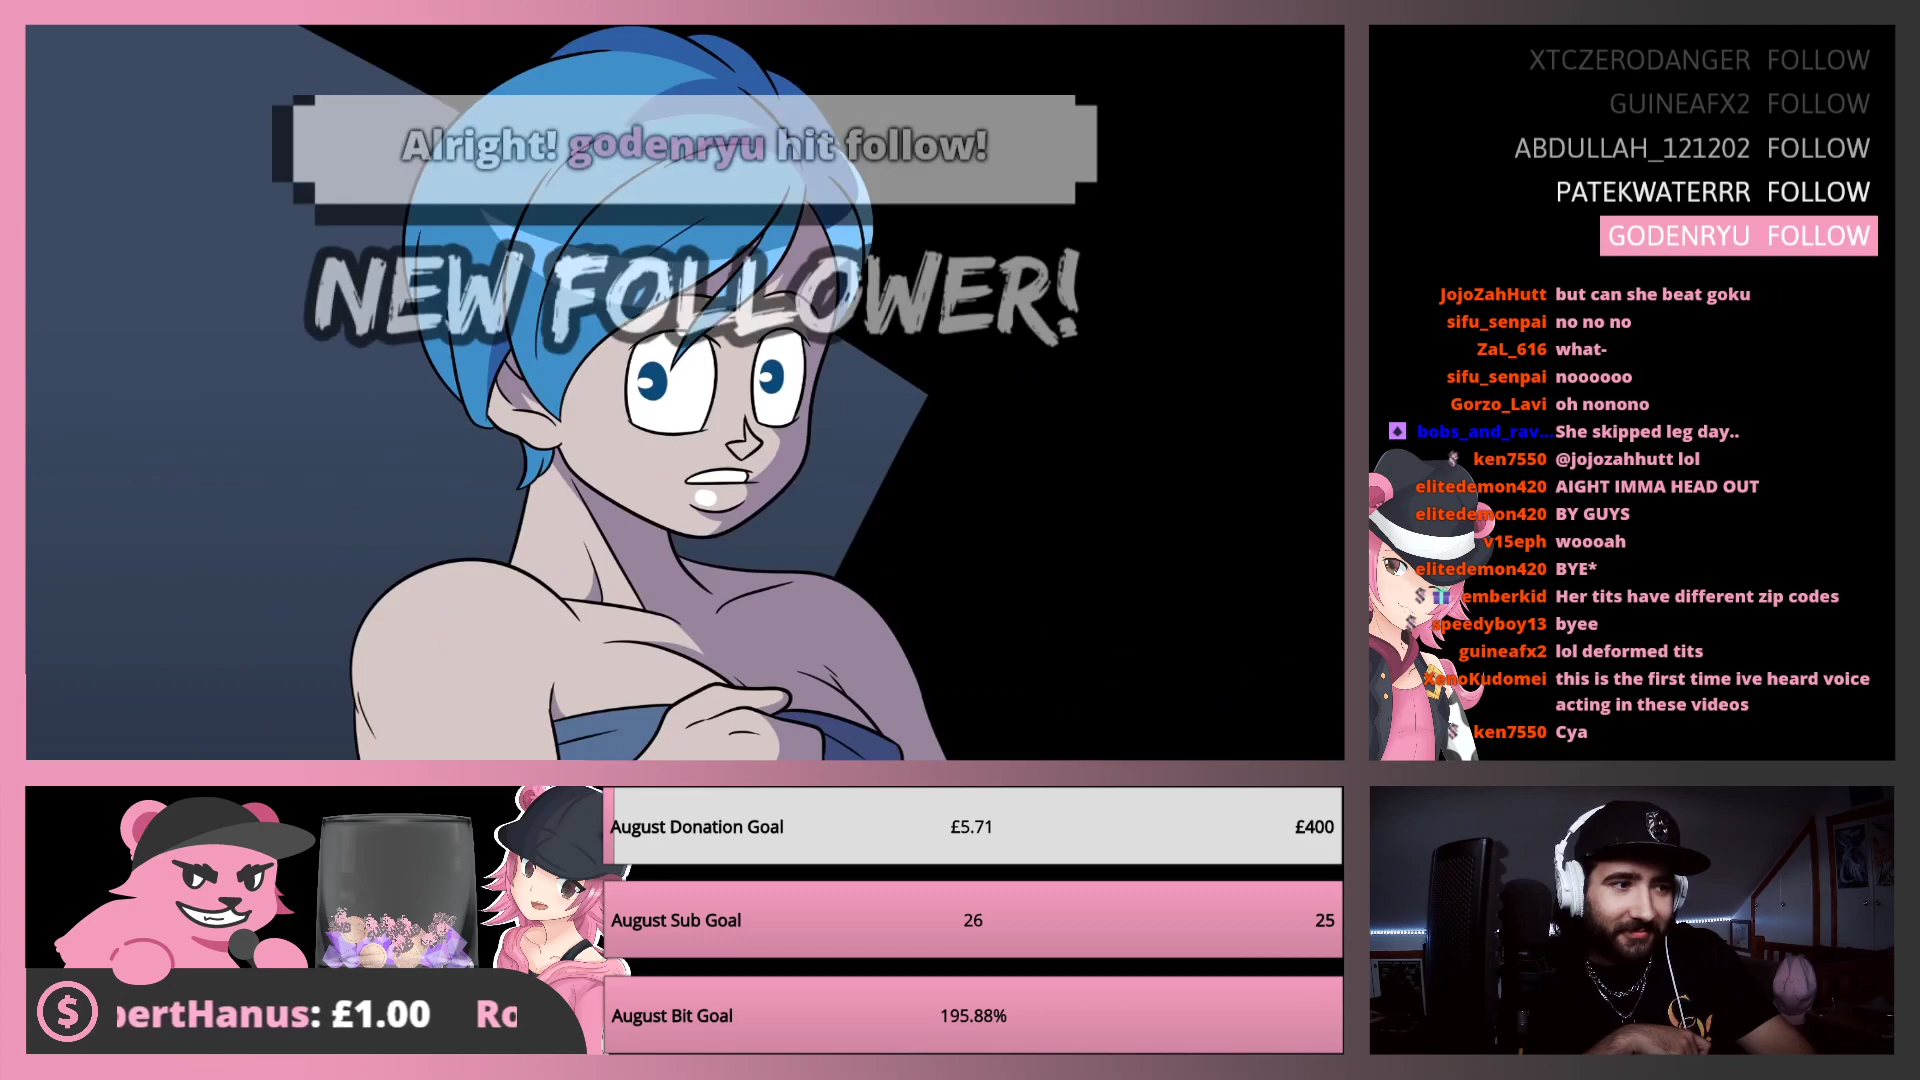 Alright! godenryu hit follow!
NEW FOLLOWER!
XTCZERODANGER FOLLOW
GUINEAFX2 FOLLOW
ABDULLAH_121202 FOLLOW
PATEKWATERRR FOLLOW
GODENRYU FOLLOW
JojoZahHutt but can she beat goku
sifu_senpai no no no
ZaL_616 what-
sifu_senpai noooooo
Gorzo_Lavi oh nonono
bobs_and_rav... She skipped leg day..
ken7550 @jojozahhutt lol
elitedemon420 AIGHT IMMA HEAD OUT
elitedemon420 BY GUYS
v15eph woooah
elitedemon420 BYE*
emberkid Her tits have different zip codes
speedyboy13 byee
guineafx2 lol deformed tits
XenoKudomei this is the first time ive heard voice
acting in these videos
ken7550 Cya
August Donation Goal £5.71 £400
August Sub Goal 26 25
August Bit Goal 195.88%
$ bertHanus: £1.00 Ro